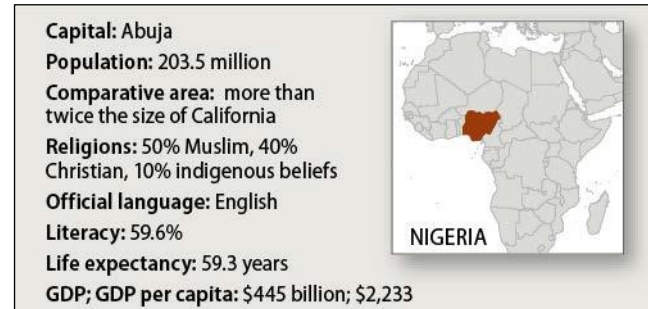 Capital: Abuja
Population: 203.5 million
Comparative area: more than
twice the size of California
Religions: 50% Muslim, 40%
Christian, 10% indigenous beliefs
Official language: English
Literacy: 59.6%
Life expectancy: 59.3 years
GDP; GDP per capita: $445 billion; $2,233
NIGERIA